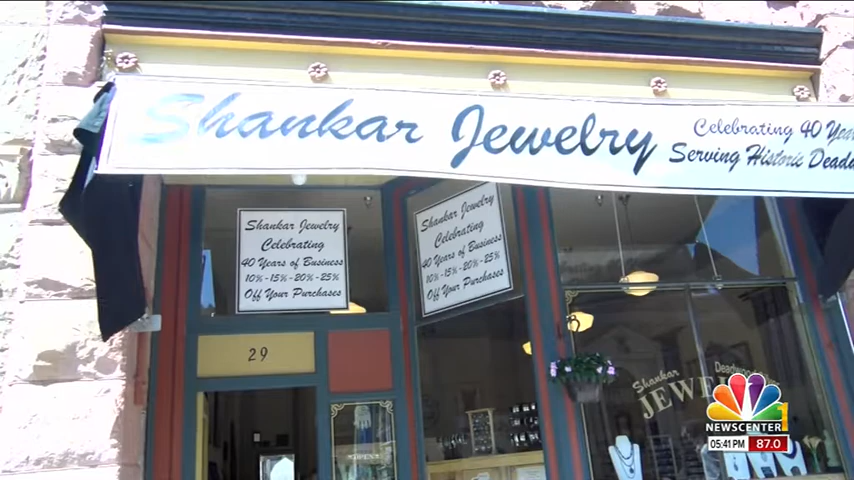 Shankar Jewelry
Celebrating 40 Yea
Serving Historic Deadw
Shankar Jewelry
Celebrating
40 Years of Business
10%-15%-20%-25%
Off Your Purchases
Shankar Jewelry
Celebrating
40 Years of Business
10%-15%-20%-25%
Off Your Purchases
29
Shankar
JEWE
NEWSCENTER 1
05:41 PM 87.0